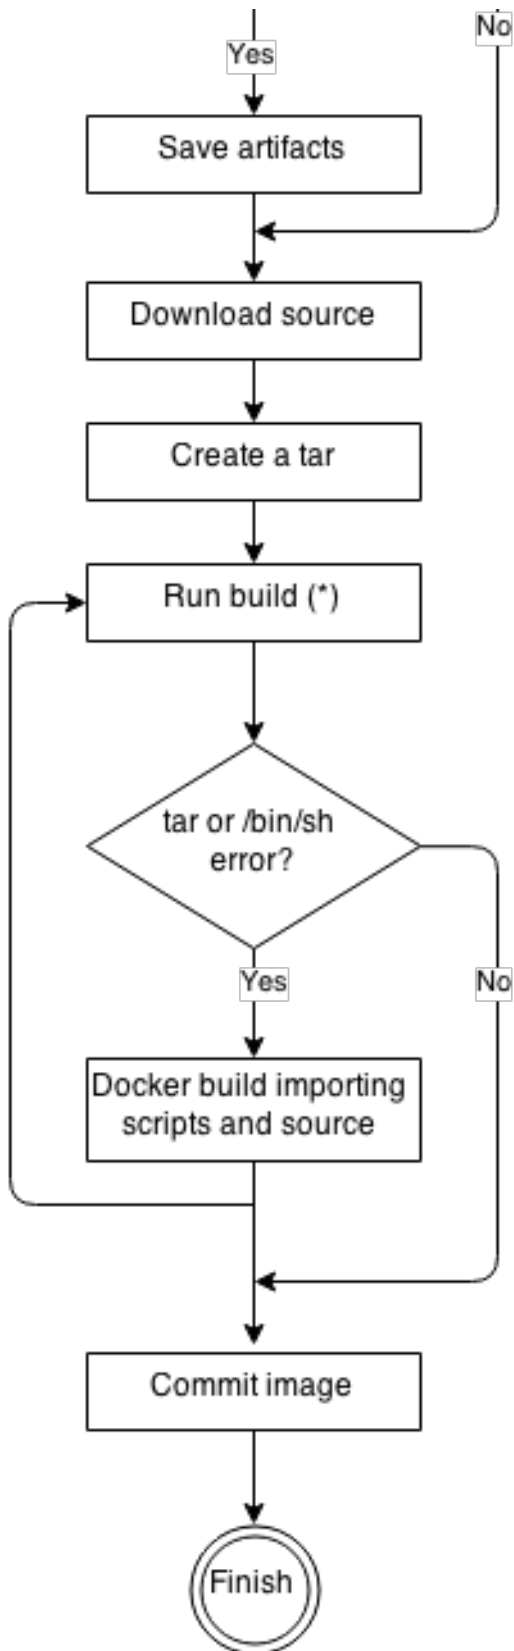 No
Yes
Save artifacts
Download source
Create a tar
Run build (*)
tar or /bin/sh
error?
Yes
No
Docker build importing
scripts and source
Commit image
Finish